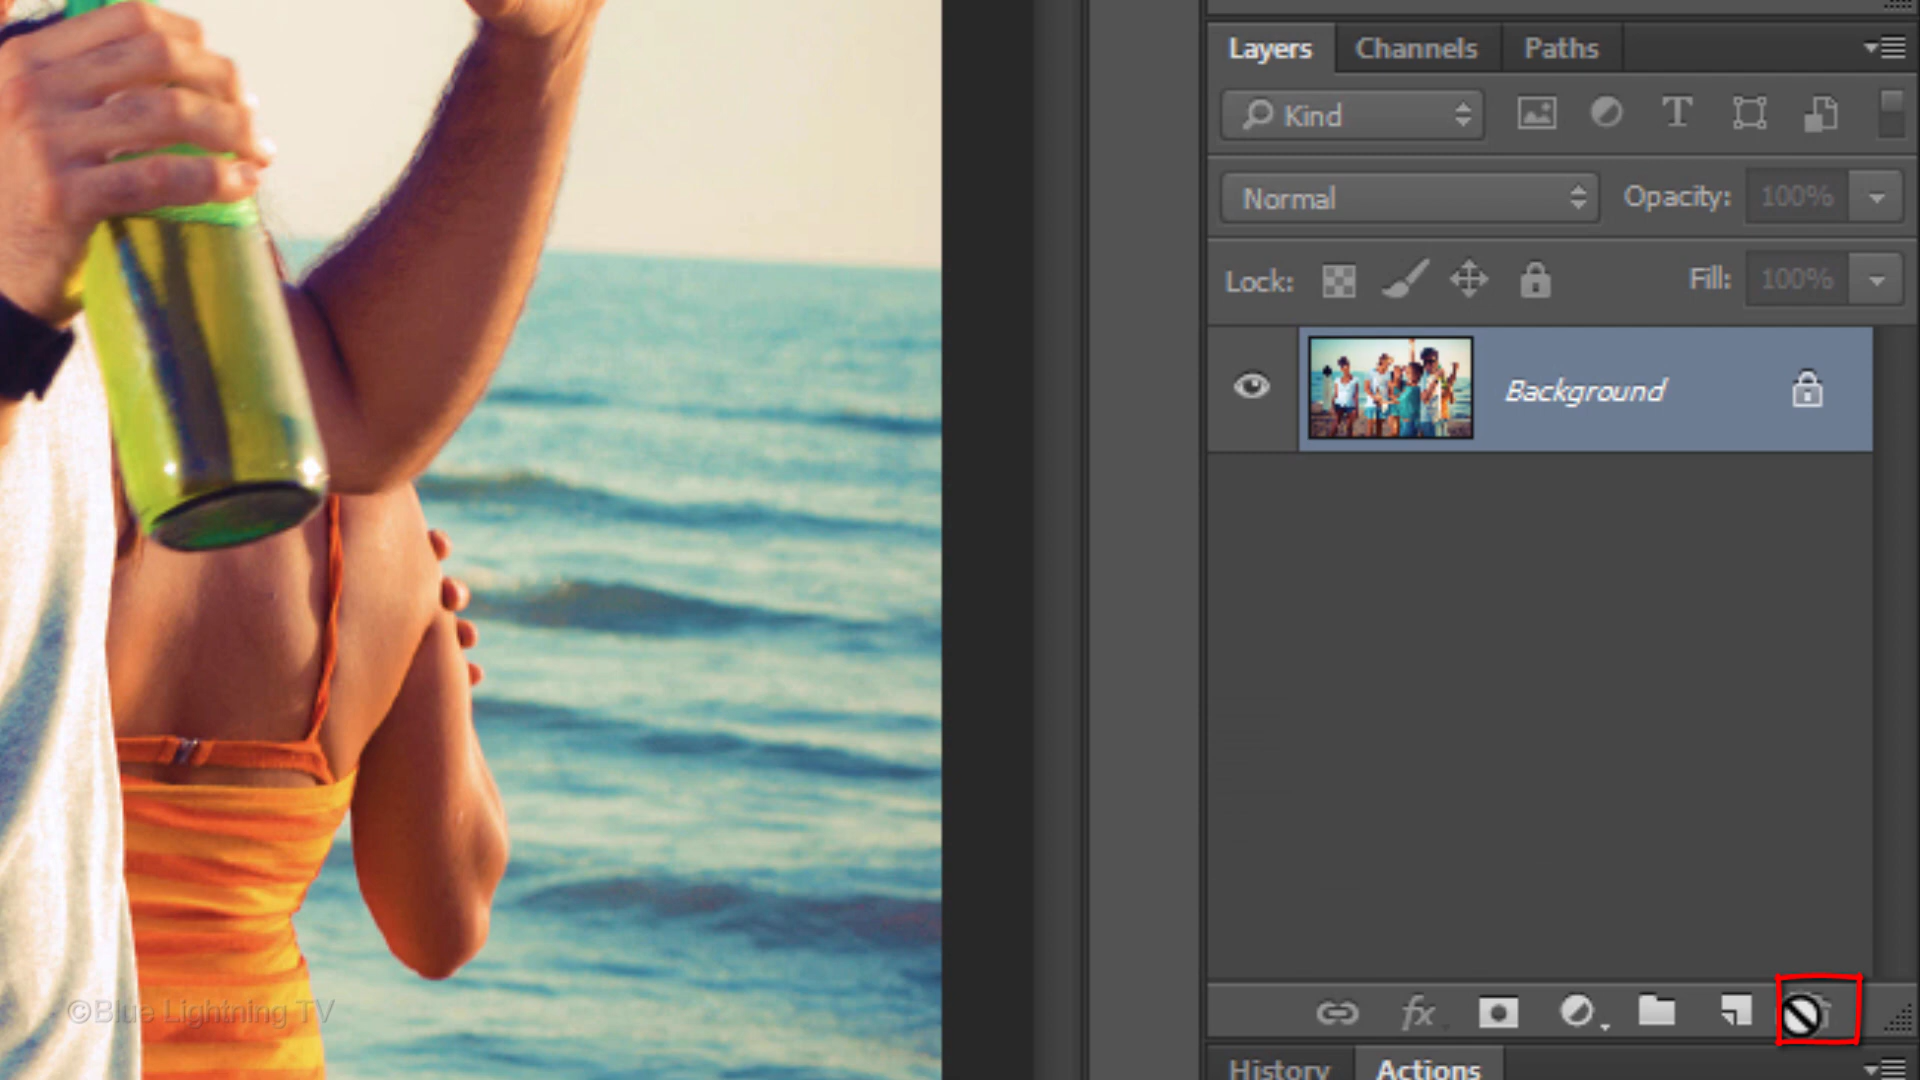 Layers Channels Paths
Kind
Normal Opacity: 100%
Lock: Fill: 100%
Background
fx
©Blue Lightning TV
History Actions